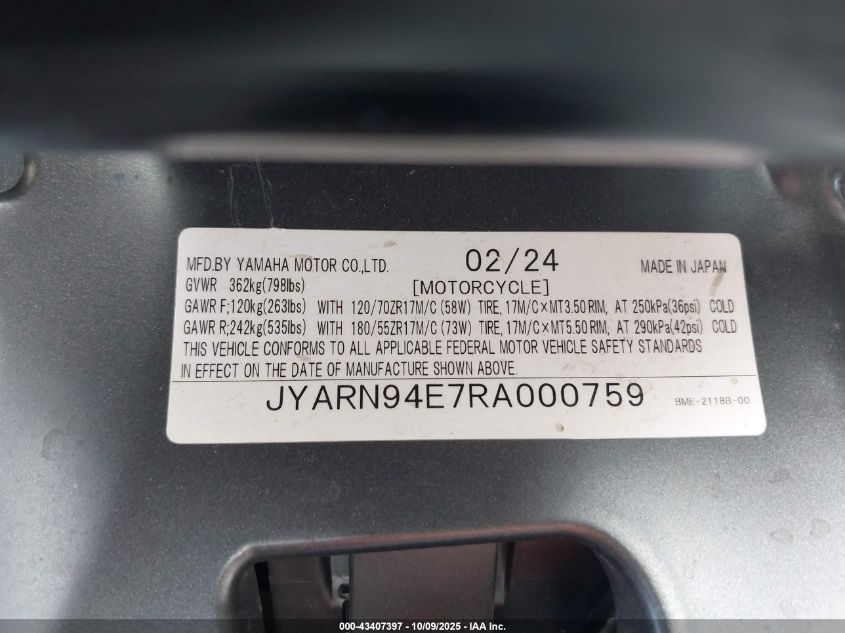 MFD.BY YAMAHA MOTOR CO.,LTD. 02/24 MADE IN JAPAN
GVWR 362kg(798lbs) [MOTORCYCLE]
GAWR F;120kg(263lbs) WITH 120/70ZR17M/C (58W) TIRE, 17M/C×MT3.50 RIM, AT 250kPa(36psi) COLD
GAWR R;242kg(535lbs) WITH 180/55ZR17M/C (73W) TIRE, 17M/C×MT5.50 RIM, AT 290kPa(42psi) COLD
THIS VEHICLE CONFORMS TO ALL APPLICABLE FEDERAL MOTOR VEHICLE SAFETY STANDARDS
IN EFFECT ON THE DATE OF MANUFACTURE SHOWN ABOVE.
JYARN94E7RA000759 BME-2118B-00
000-43407397 - 10/09/2025 - IAA, Inc.